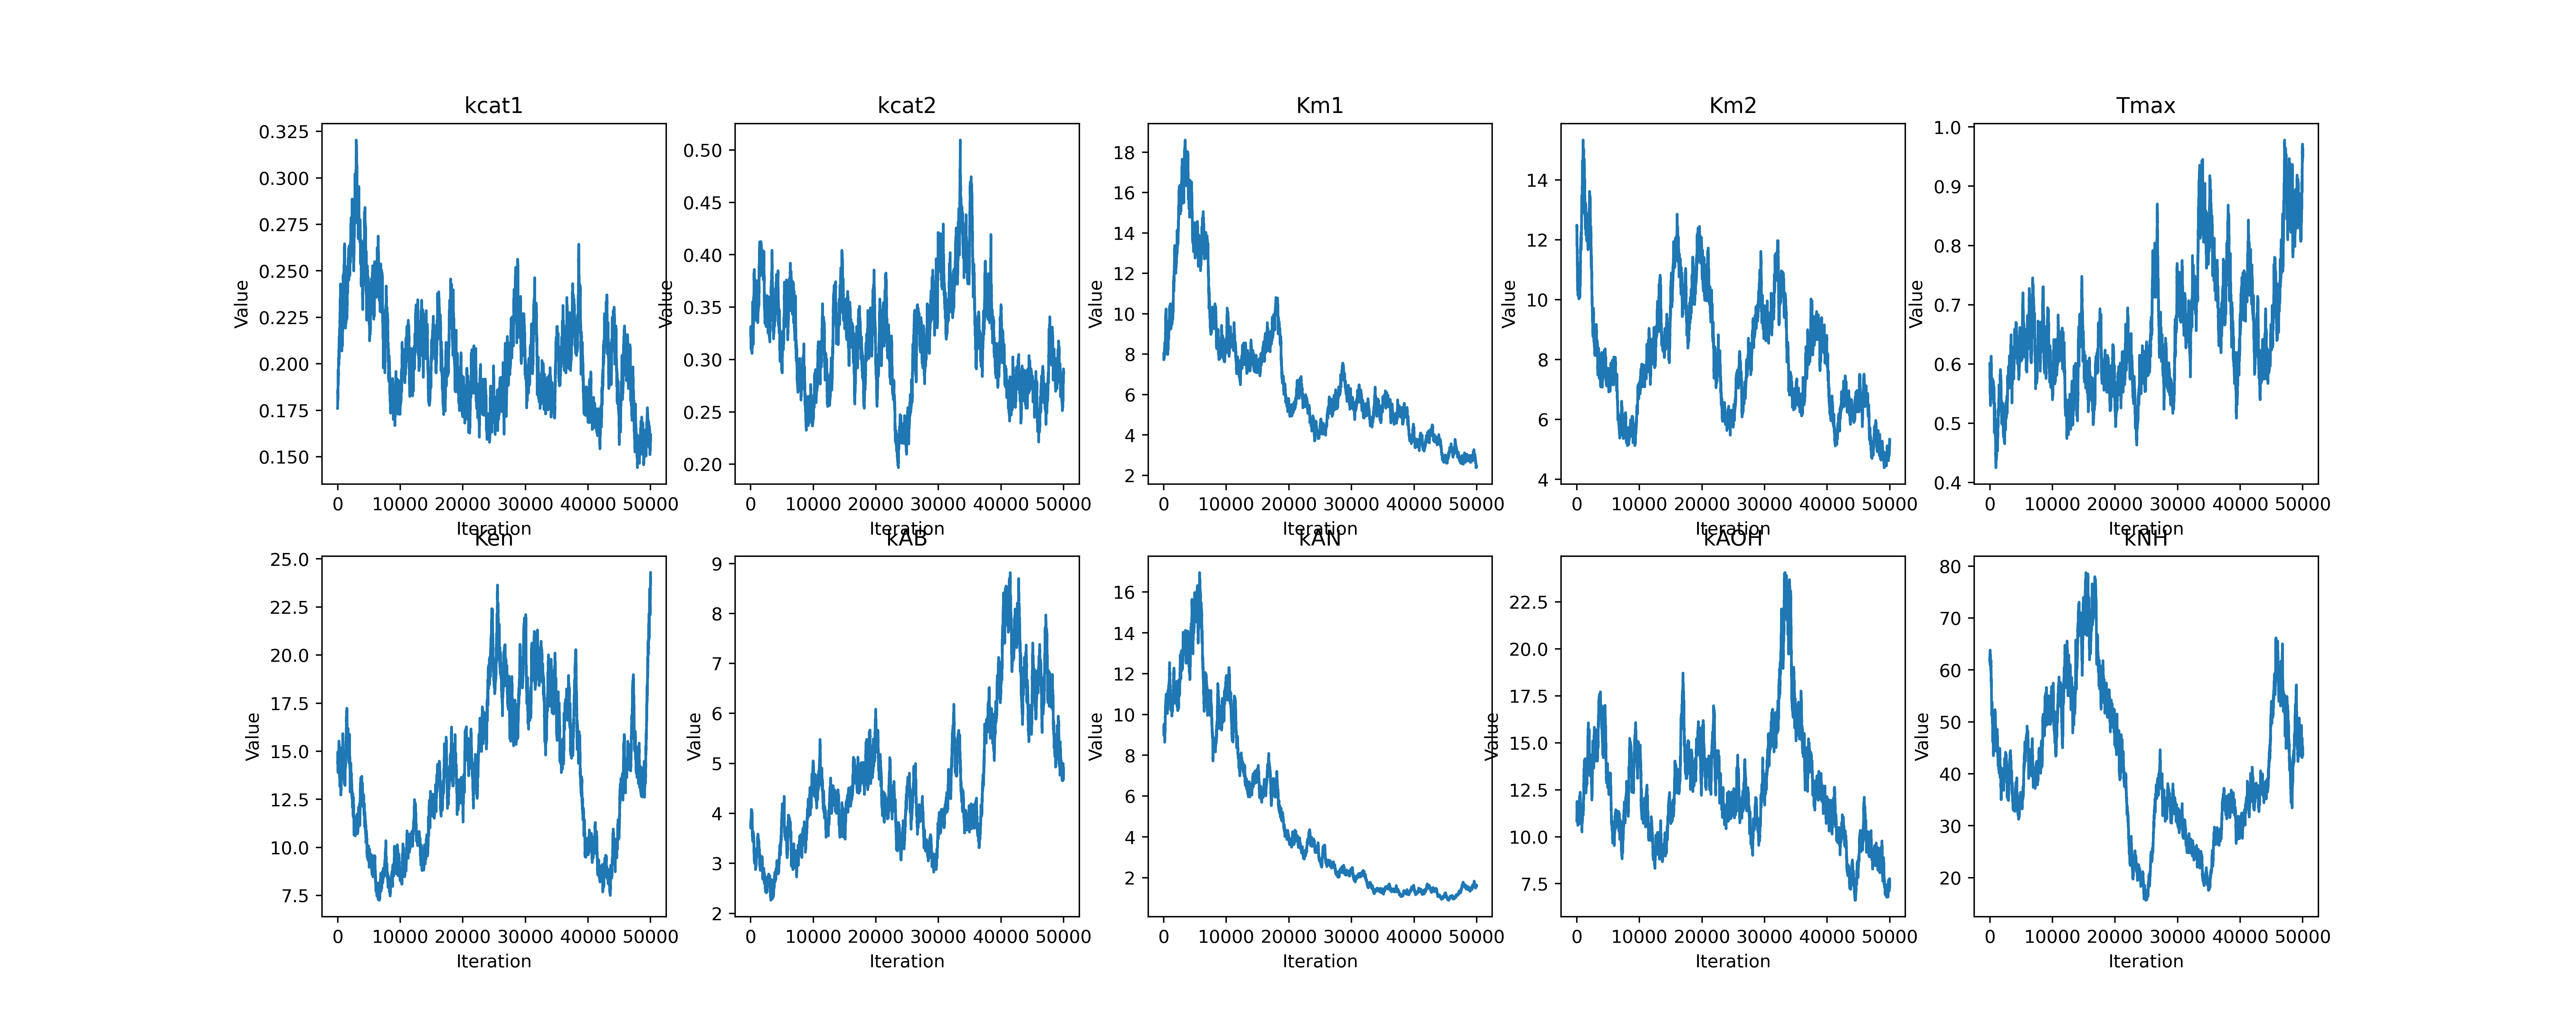 kcat1
0.325
0.300
0.275
0.250
0.225
0.200
0.175
0.150
Value
0 10000 20000 30000 40000 50000
Iteration
kcat2
0.50
0.45
0.40
0.35
0.30
0.25
0.20
Value
0 10000 20000 30000 40000 50000
Iteration
Km1
18
16
14
12
10
8
6
4
2
Value
0 10000 20000 30000 40000 50000
Iteration
Km2
14
12
10
8
6
4
Value
0 10000 20000 30000 40000 50000
Iteration
Tmax
1.0
0.9
0.8
0.7
0.6
0.5
0.4
Value
0 10000 20000 30000 40000 50000
Iteration
Ken
25.0
22.5
20.0
17.5
15.0
12.5
10.0
7.5
Value
0 10000 20000 30000 40000 50000
Iteration
kAB
9
8
7
6
5
4
3
2
Value
0 10000 20000 30000 40000 50000
Iteration
kAN
16
14
12
10
8
6
4
2
Value
0 10000 20000 30000 40000 50000
Iteration
kAOH
22.5
20.0
17.5
15.0
12.5
10.0
7.5
Value
0 10000 20000 30000 40000 50000
Iteration
kNH
80
70
60
50
40
30
20
Value
0 10000 20000 30000 40000 50000
Iteration